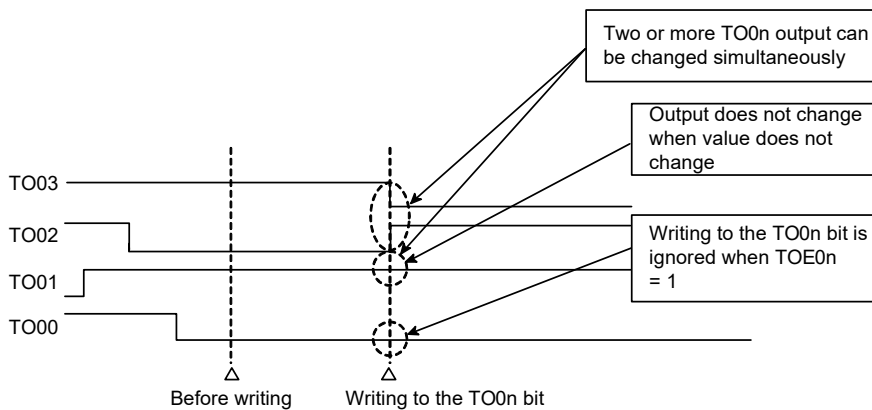 Two or more TO0n output can
be changed simultaneously
Output does not change
when value does not
change
TO03
TO02
Writing to the TO0n bit is
ignored when TOE0n
= 1
TO01
TO00
Before writing
Writing to the TO0n bit